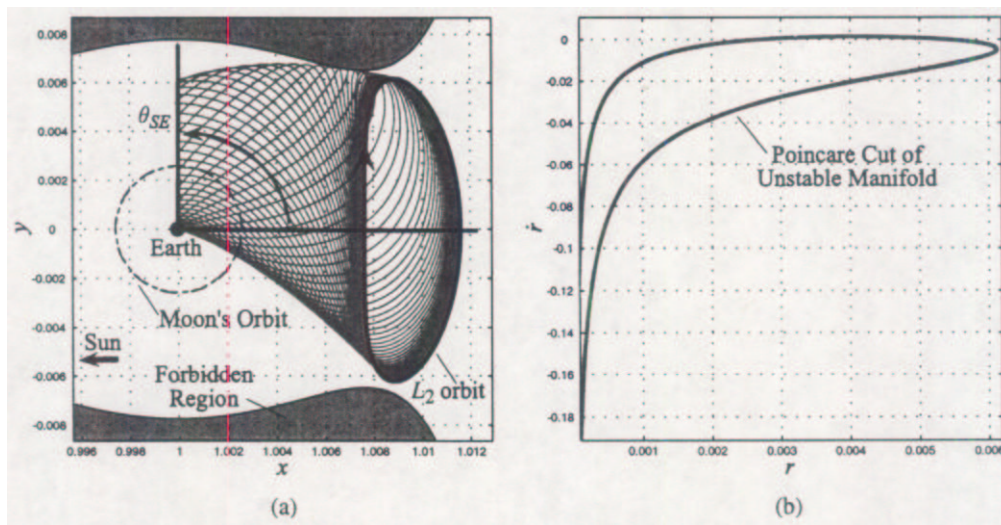 0.008
0.006
0.004
0.002
0
-0.002
-0.004
-0.006
-0.008
y
θSE
Earth
Moon's Orbit
Sun
Forbidden
Region
L2 orbit
0.996 0.998 1 1.002 1.004 1.006 1.008 1.01 1.012
x
(a)
0
-0.02
-0.04
-0.06
-0.08
-0.1
-0.12
-0.14
-0.16
-0.18
ṙ
Poincare Cut of
Unstable Manifold
0.001 0.002 0.003 0.004 0.005 0.006
r
(b)